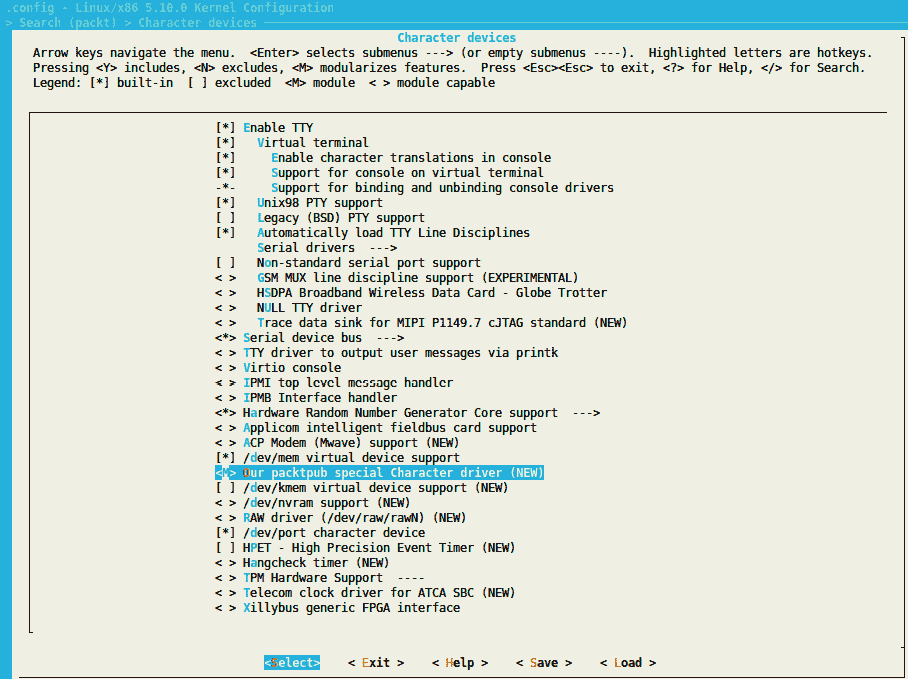 .config - Linux/x86 5.10.0 Kernel Configuration
> Search (packt) > Character devices
Character devices
Arrow keys navigate the menu.  <Enter> selects submenus ---> (or empty submenus ----).  Highlighted letters are hotkeys.
Pressing <Y> includes, <N> excludes, <M> modularizes features.  Press <Esc><Esc> to exit, <?> for Help, </> for Search.
Legend: [*] built-in  [ ] excluded  <M> module  < > module capable
[*] Enable TTY
[*]   Virtual terminal
[*]     Enable character translations in console
[*]     Support for console on virtual terminal
-*-     Support for binding and unbinding console drivers
[*]   Unix98 PTY support
[ ]   Legacy (BSD) PTY support
[*]   Automatically load TTY Line Disciplines
Serial drivers  --->
[ ]   Non-standard serial port support
< >   GSM MUX line discipline support (EXPERIMENTAL)
< >   HSDPA Broadband Wireless Data Card - Globe Trotter
< >   NULL TTY driver
< >   Trace data sink for MIPI P1149.7 cJTAG standard (NEW)
<*> Serial device bus  --->
< > TTY driver to output user messages via printk
< > Virtio console
< > IPMI top level message handler
< > IPMB Interface handler
<*> Hardware Random Number Generator Core support  --->
< > Applicom intelligent fieldbus card support
< > ACP Modem (Mwave) support (NEW)
[*] /dev/mem virtual device support
<*> Our packtpub special Character driver (NEW)
[ ] /dev/kmem virtual device support (NEW)
< > /dev/nvram support (NEW)
< > RAW driver (/dev/raw/rawN) (NEW)
[*] /dev/port character device
[ ] HPET - High Precision Event Timer (NEW)
< > Hangcheck timer (NEW)
< > TPM Hardware Support  ----
< > Telecom clock driver for ATCA SBC (NEW)
< > Xillybus generic FPGA interface
<Select>    < Exit >    < Help >    < Save >    < Load >